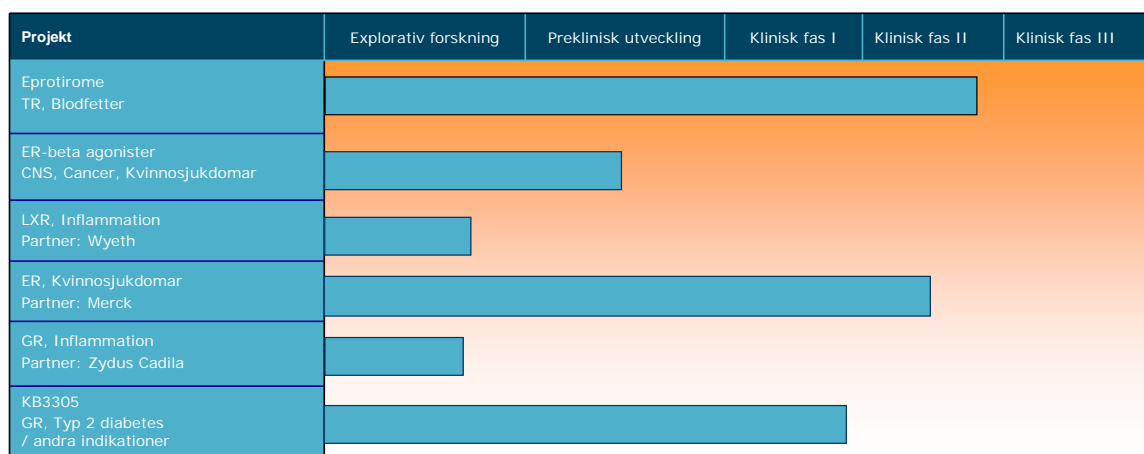 Projekt
Explorativ forskning
Preklinisk utveckling
Klinisk fas I
Klinisk fas II
Klinisk fas III
Eprotirome
TR, Blodfetter
ER-beta agonister
CNS, Cancer, Kvinnosjukdomar
LXR, Inflammation
Partner: Wyeth
ER, Kvinnosjukdomar
Partner: Merck
GR, Inflammation
Partner: Zydus Cadila
KB3305
GR, Typ 2 diabetes
/ andra indikationer